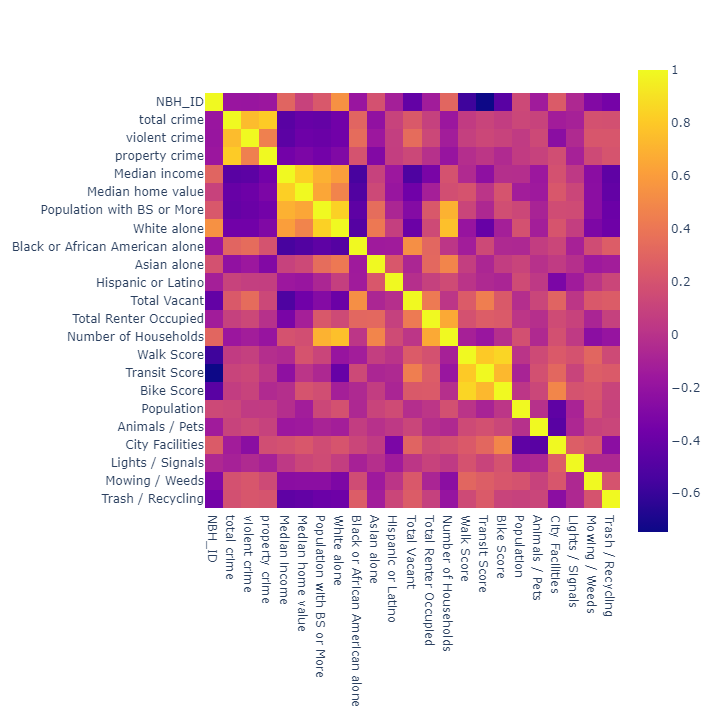 NBH_ID
total crime
violent crime
property crime
Median income
Median home value
Population with BS or More
White alone
Black or African American alone
Asian alone
Hispanic or Latino
Total Vacant
Total Renter Occupied
Number of Households
Walk Score
Transit Score
Bike Score
Population
Animals / Pets
City Facilities
Lights / Signals
Mowing / Weeds
Trash / Recycling
NBH_ID
total crime
violent crime
property crime
Median income
Median home value
Population with BS or More
White alone
Black or African American alone
Asian alone
Hispanic or Latino
Total Vacant
Total Renter Occupied
Number of Households
Walk Score
Transit Score
Bike Score
Population
Animals / Pets
City Facilities
Lights / Signals
Mowing / Weeds
Trash / Recycling
1
0.8
0.6
0.4
0.2
0
−0.2
−0.4
−0.6